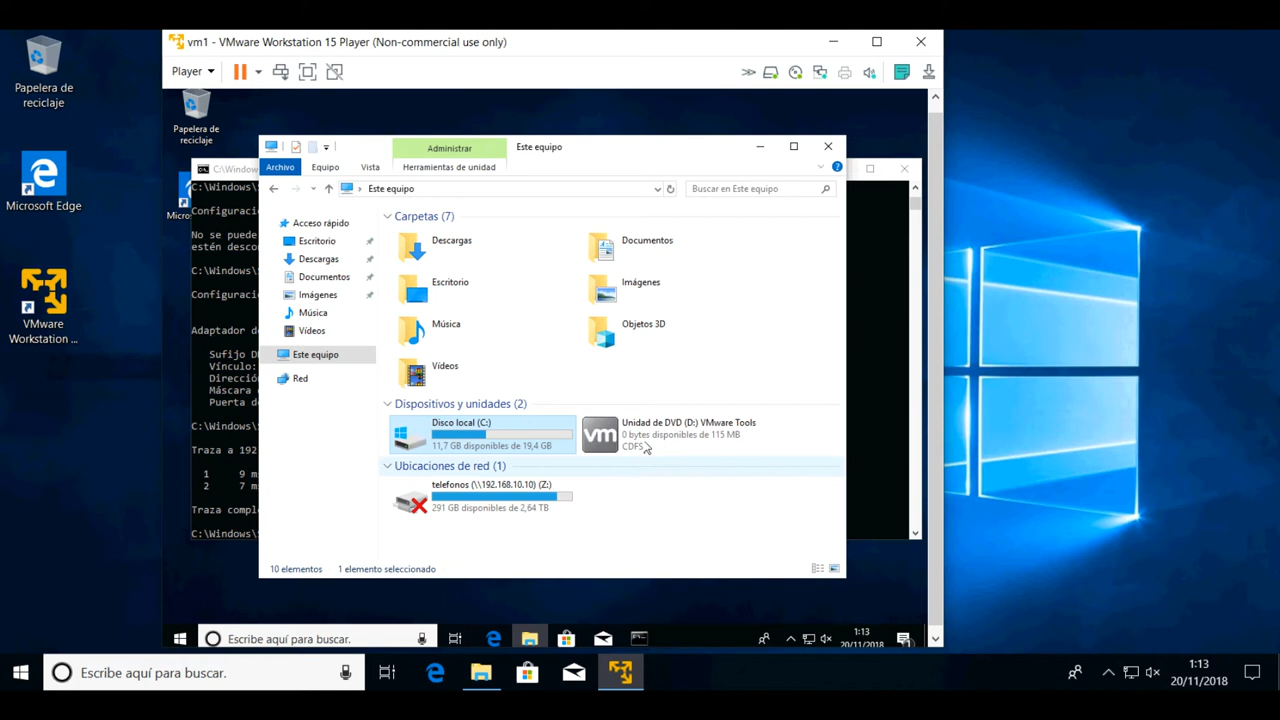 vm1 - VMware Workstation 15 Player (Non-commercial use only)
Player
Papelera de
reciclaje
Microsoft Edge
VMware
Workstation ...
Papelera de
reciclaje
Administrar
Este equipo
Archivo
Equipo
Vista
Herramientas de unidad
Este equipo
Buscar en Este equipo
Acceso rápido
Escritorio
Descargas
Documentos
Imágenes
Música
Vídeos
Este equipo
Red
Carpetas (7)
Descargas
Documentos
Escritorio
Imágenes
Música
Objetos 3D
Vídeos
Dispositivos y unidades (2)
Disco local (C:)
11,7 GB disponibles de 19,4 GB
Unidad de DVD (D:) VMware Tools
0 bytes disponibles de 115 MB
CDFS
Ubicaciones de red (1)
telefonos (\\192.168.10.10) (Z:)
291 GB disponibles de 2,64 TB
10 elementos
1 elemento seleccionado
C:\Window
C:\Windows\
Configuraci
No se puede
estén desco
C:\Windows\
Configuraci
Adaptador d
Sufijo D
Vínculo:
Direcció
Máscara
Puerta d
C:\Windows\
Traza a 192
1 9 m
2 7 m
Traza compl
C:\Windows\
Escribe aquí para buscar.
1:13
20/11/2018
Escribe aquí para buscar.
1:13
20/11/2018